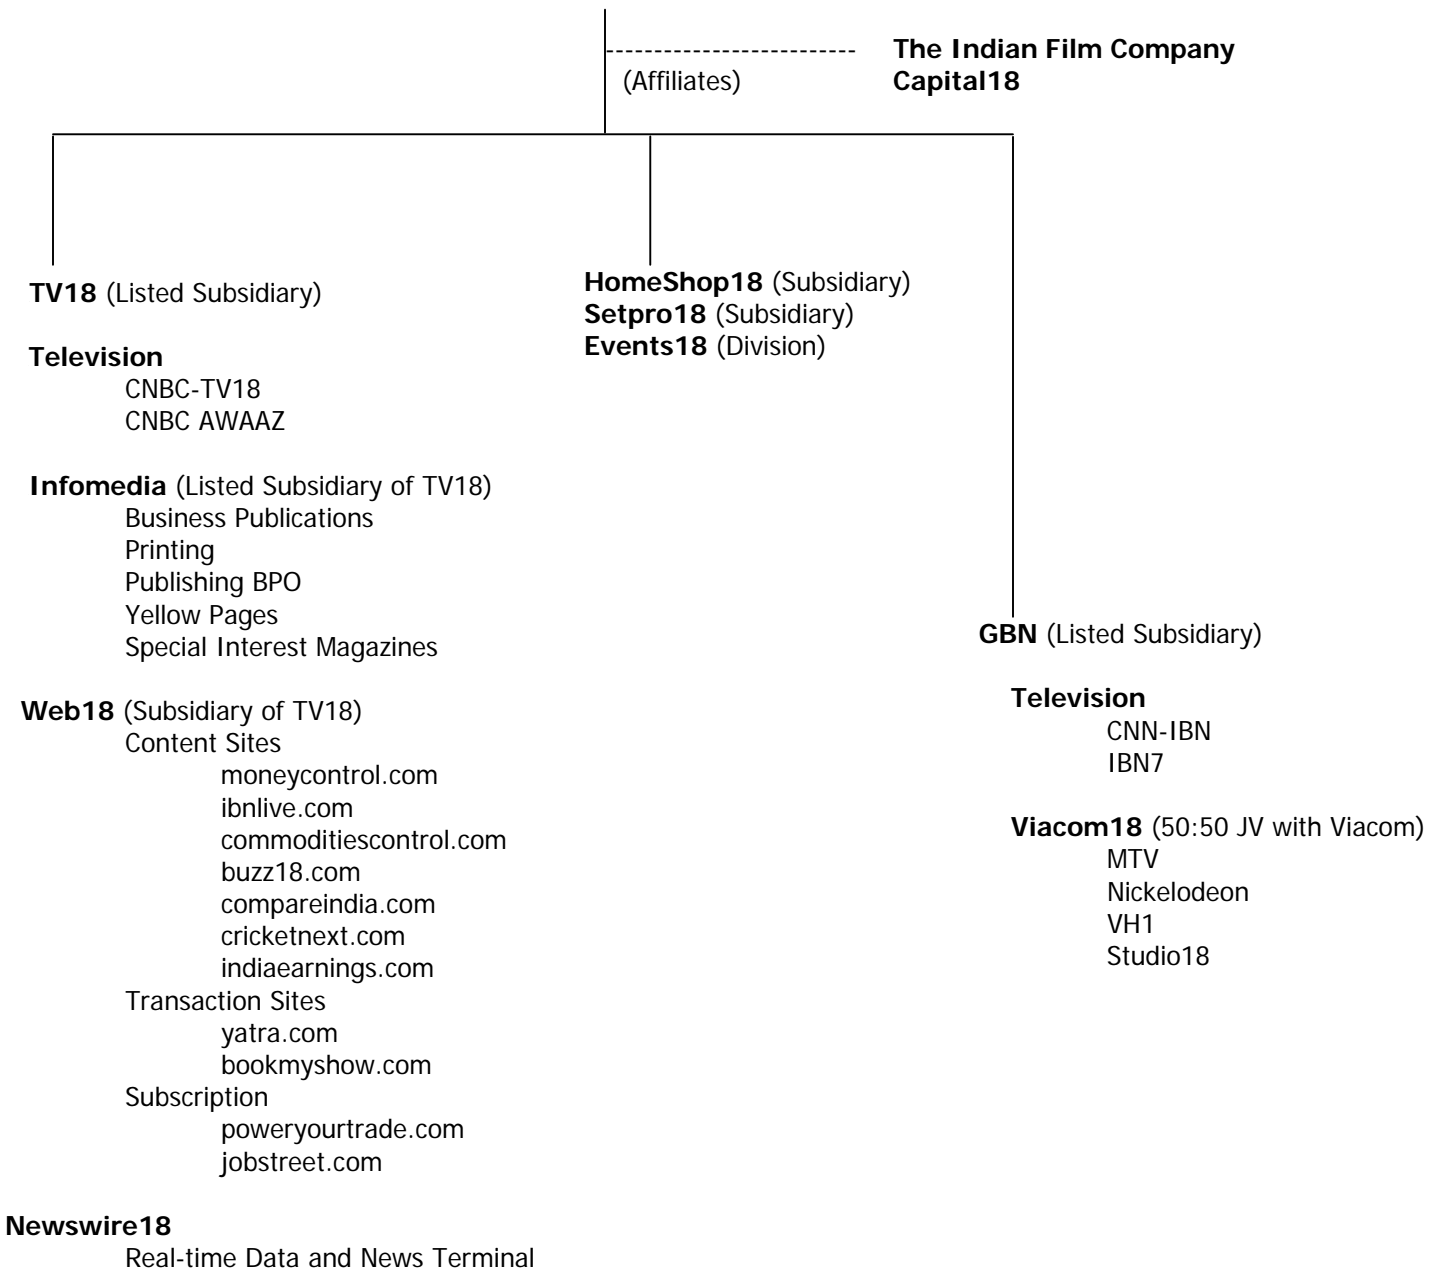 The Indian Film Company
(Affiliates)
Capital18
TV18 (Listed Subsidiary)
Television
CNBC-TV18
CNBC AWAAZ
Infomedia (Listed Subsidiary of TV18)
Business Publications
Printing
Publishing BPO
Yellow Pages
Special Interest Magazines
Web18 (Subsidiary of TV18)
Content Sites
moneycontrol.com
ibnlive.com
commoditiescontrol.com
buzz18.com
compareindia.com
cricketnext.com
indiaearnings.com
Transaction Sites
yatra.com
bookmyshow.com
Subscription
poweryourtrade.com
jobstreet.com
Newswire18
Real-time Data and News Terminal
HomeShop18 (Subsidiary)
Setpro18 (Subsidiary)
Events18 (Division)
GBN (Listed Subsidiary)
Television
CNN-IBN
IBN7
Viacom18 (50:50 JV with Viacom)
MTV
Nickelodeon
VH1
Studio18